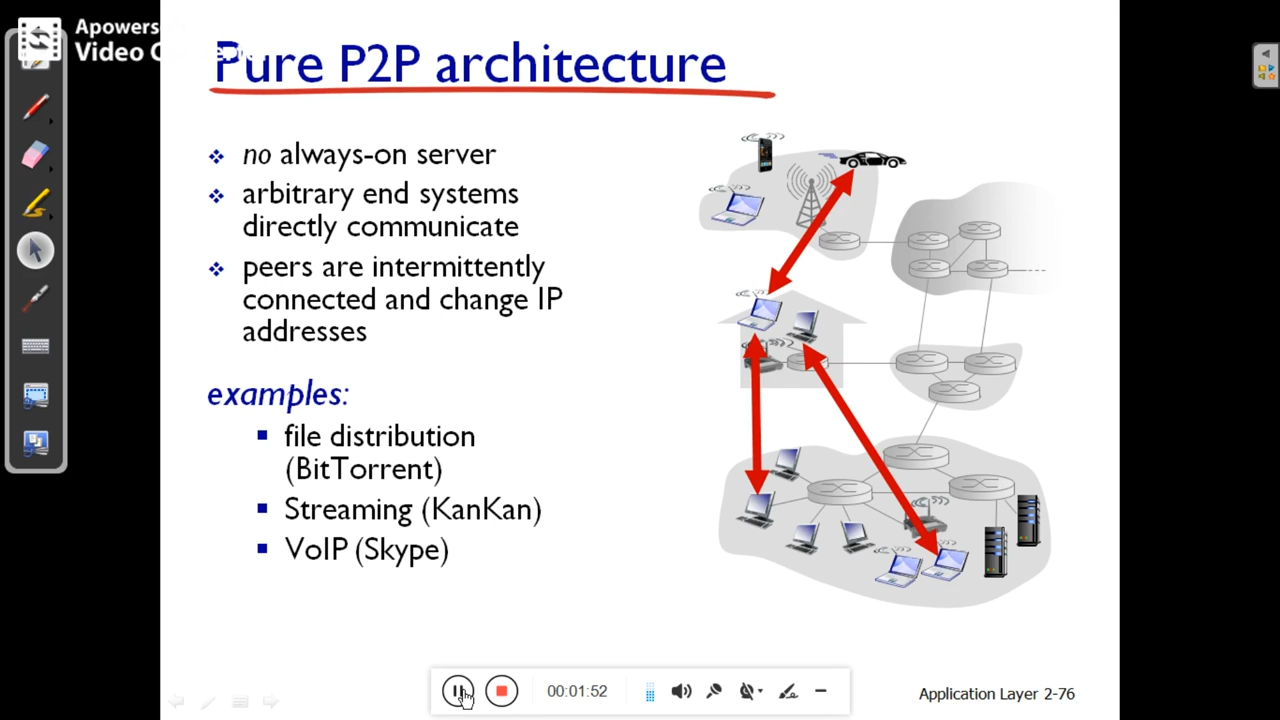 Apowers
Video C
Pure P2P architecture
no always-on server
arbitrary end systems
directly communicate
peers are intermittently
connected and change IP
addresses
examples:
file distribution
(BitTorrent)
Streaming (KanKan)
VoIP (Skype)
00:01:52
Application Layer 2-76